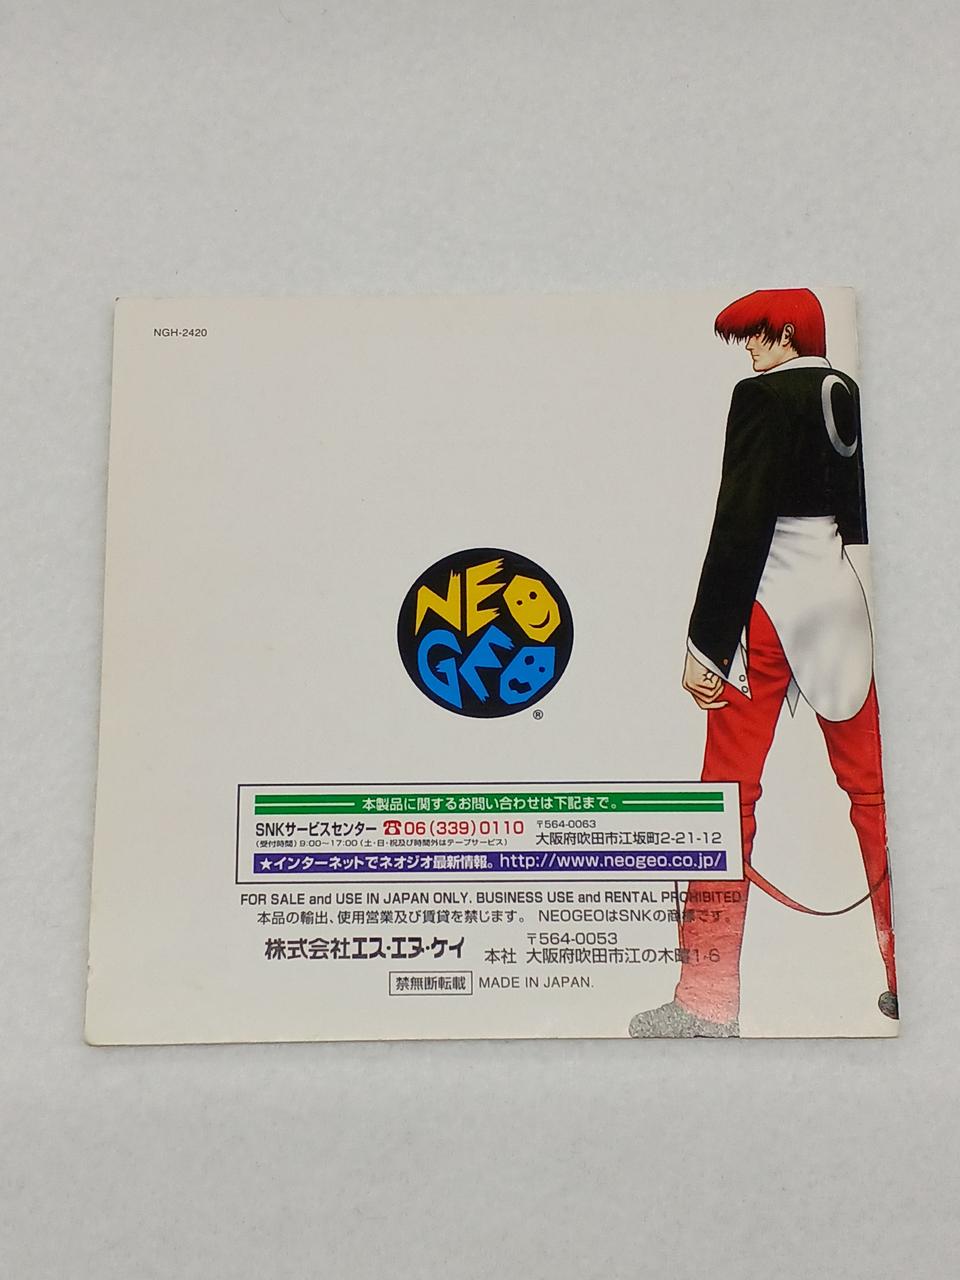 NGH-2420
NEO
GEO
®
本製品に関するお問い合わせは下記まで。
SNKサービスセンター ☎06(339)0110 〒564-0063
(受付時間) 9:00〜17:00 (土・日・祝及び時間外はテープサービス) 大阪府吹田市江坂町2-21-12
★インターネットでネオジオ最新情報。http://www.neogeo.co.jp/
FOR SALE and USE IN JAPAN ONLY. BUSINESS USE and RENTAL PROHIBITED.
本品の輸出、使用営業及び賃貸を禁じます。 NEOGEOはSNKの商標です。
株式会社エス・エヌ・ケイ 本社 〒564-0053
大阪府吹田市江の木町1-6
禁無断転載 MADE IN JAPAN.